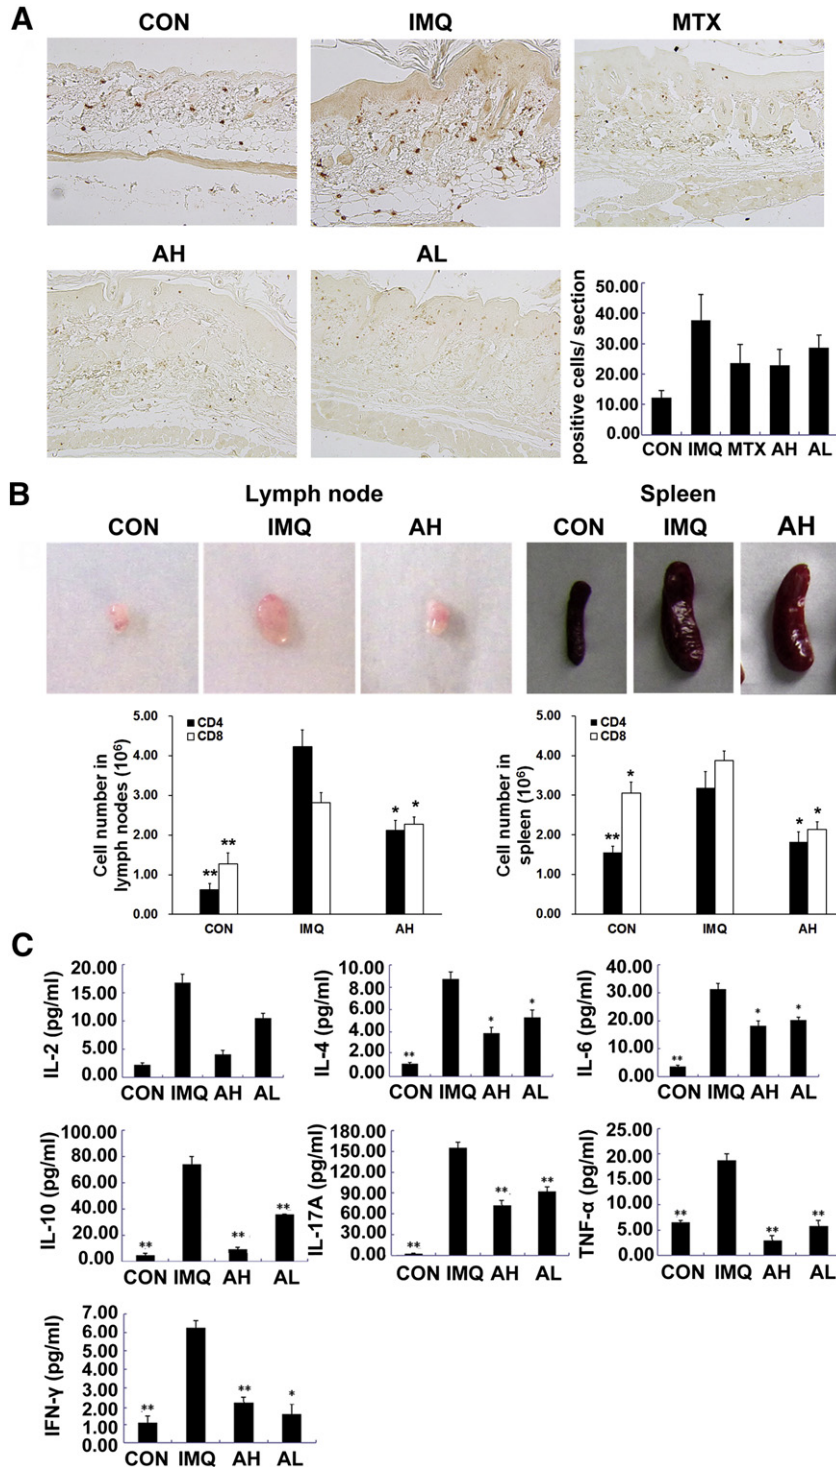 A
CON IMQ MTX
AH AL
positive cells/ section
50.00
40.00
30.00
20.00
10.00
0.00
CON IMQ MTX AH AL
B
Lymph node Spleen
CON IMQ AH CON IMQ AH
Cell number in
lymph nodes (10⁶)
5.00
4.00
3.00
2.00
1.00
0.00
CD4
CD8
** ** * *
CON IMQ AH
Cell number in
spleen (10⁶)
5.00
4.00
3.00
2.00
1.00
0.00
CD4
CD8
** * * *
CON IMQ AH
C
IL-2 (pg/ml)
20.00
15.00
10.00
5.00
0.00
CON IMQ AH AL
IL-4 (pg/ml)
10.00
8.00
6.00
4.00
2.00
0.00
** * *
CON IMQ AH AL
IL-6 (pg/ml)
40.00
30.00
20.00
10.00
0.00
** * *
CON IMQ AH AL
IL-10 (pg/ml)
100.00
80.00
60.00
40.00
20.00
0.00
** ** **
CON IMQ AH AL
IL-17A (pg/ml)
180.00
150.00
120.00
90.00
60.00
30.00
0.00
** ** **
CON IMQ AH AL
TNF-α (pg/ml)
25.00
20.00
15.00
10.00
5.00
0.00
** ** **
CON IMQ AH AL
IFN-γ (pg/ml)
7.00
6.00
5.00
4.00
3.00
2.00
1.00
0.00
** ** *
CON IMQ AH AL